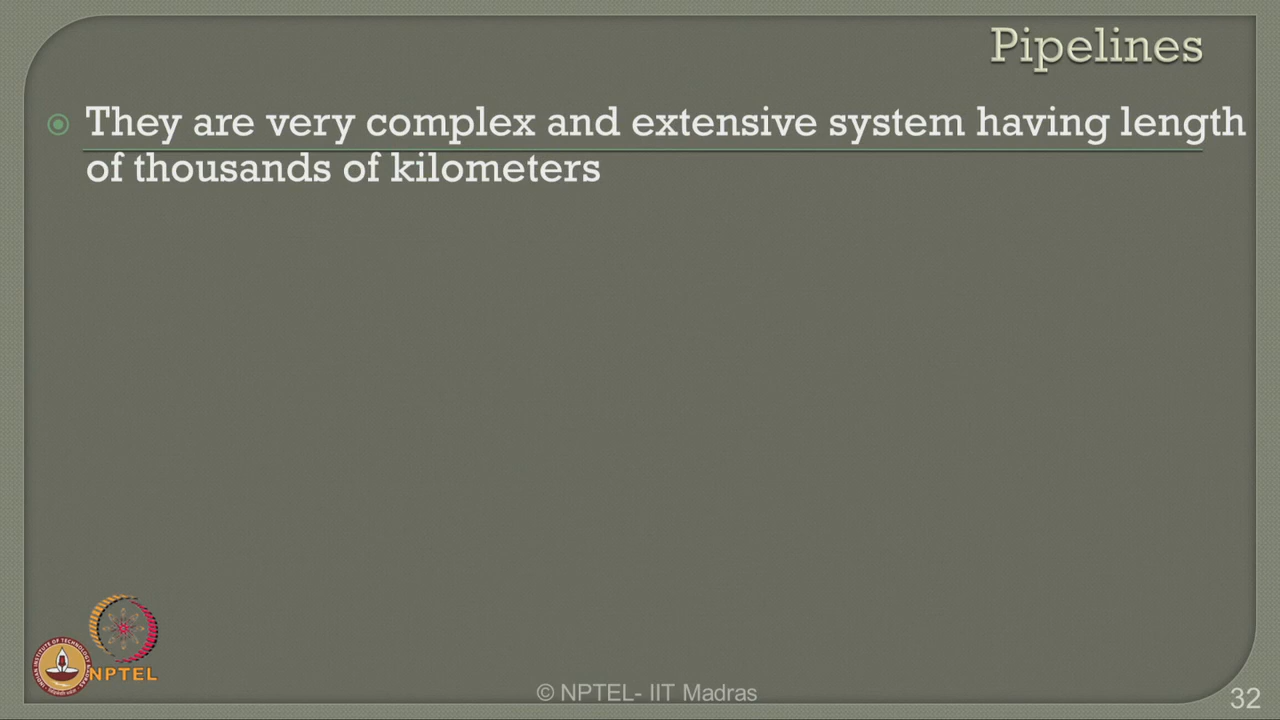 Pipelines
They are very complex and extensive system having length
of thousands of kilometers
NPTEL
© NPTEL- IIT Madras
32